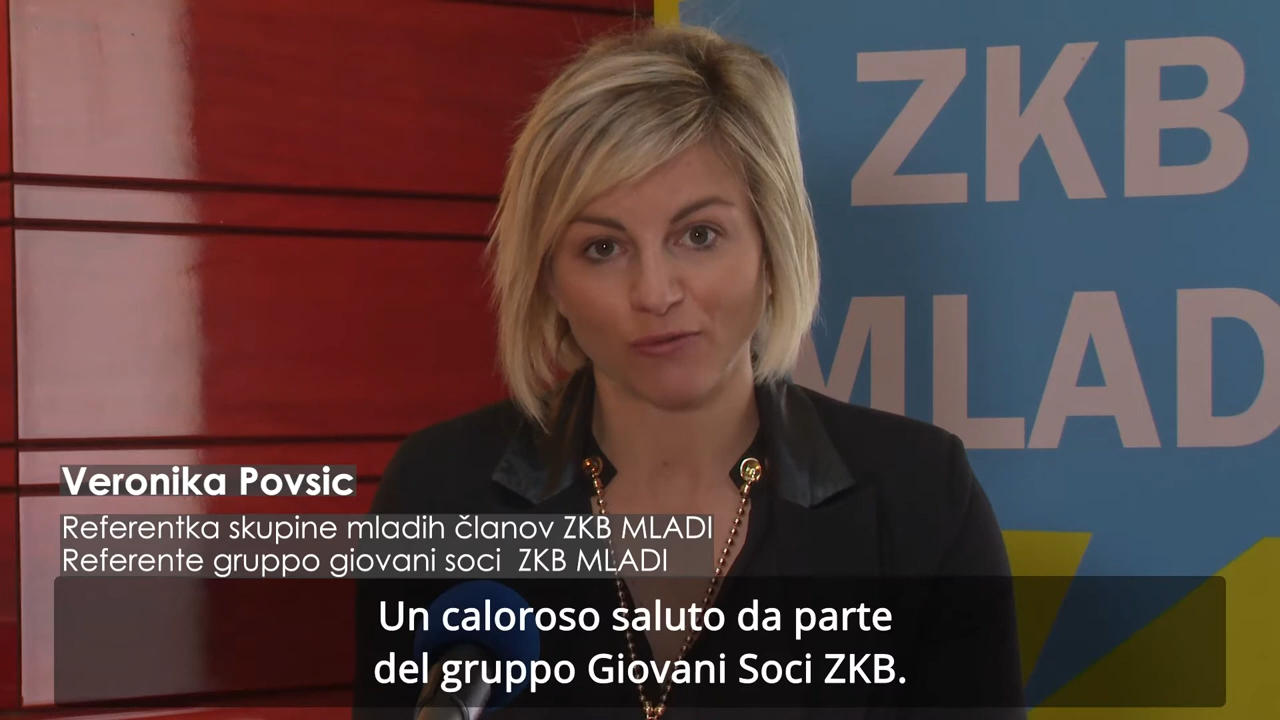 ZKB
MLAD
Veronika Povsic
Referentka skupine mladih članov ZKB MLADI
Referente gruppo giovani soci ZKB MLADI
Un caloroso saluto da parte
del gruppo Giovani Soci ZKB.